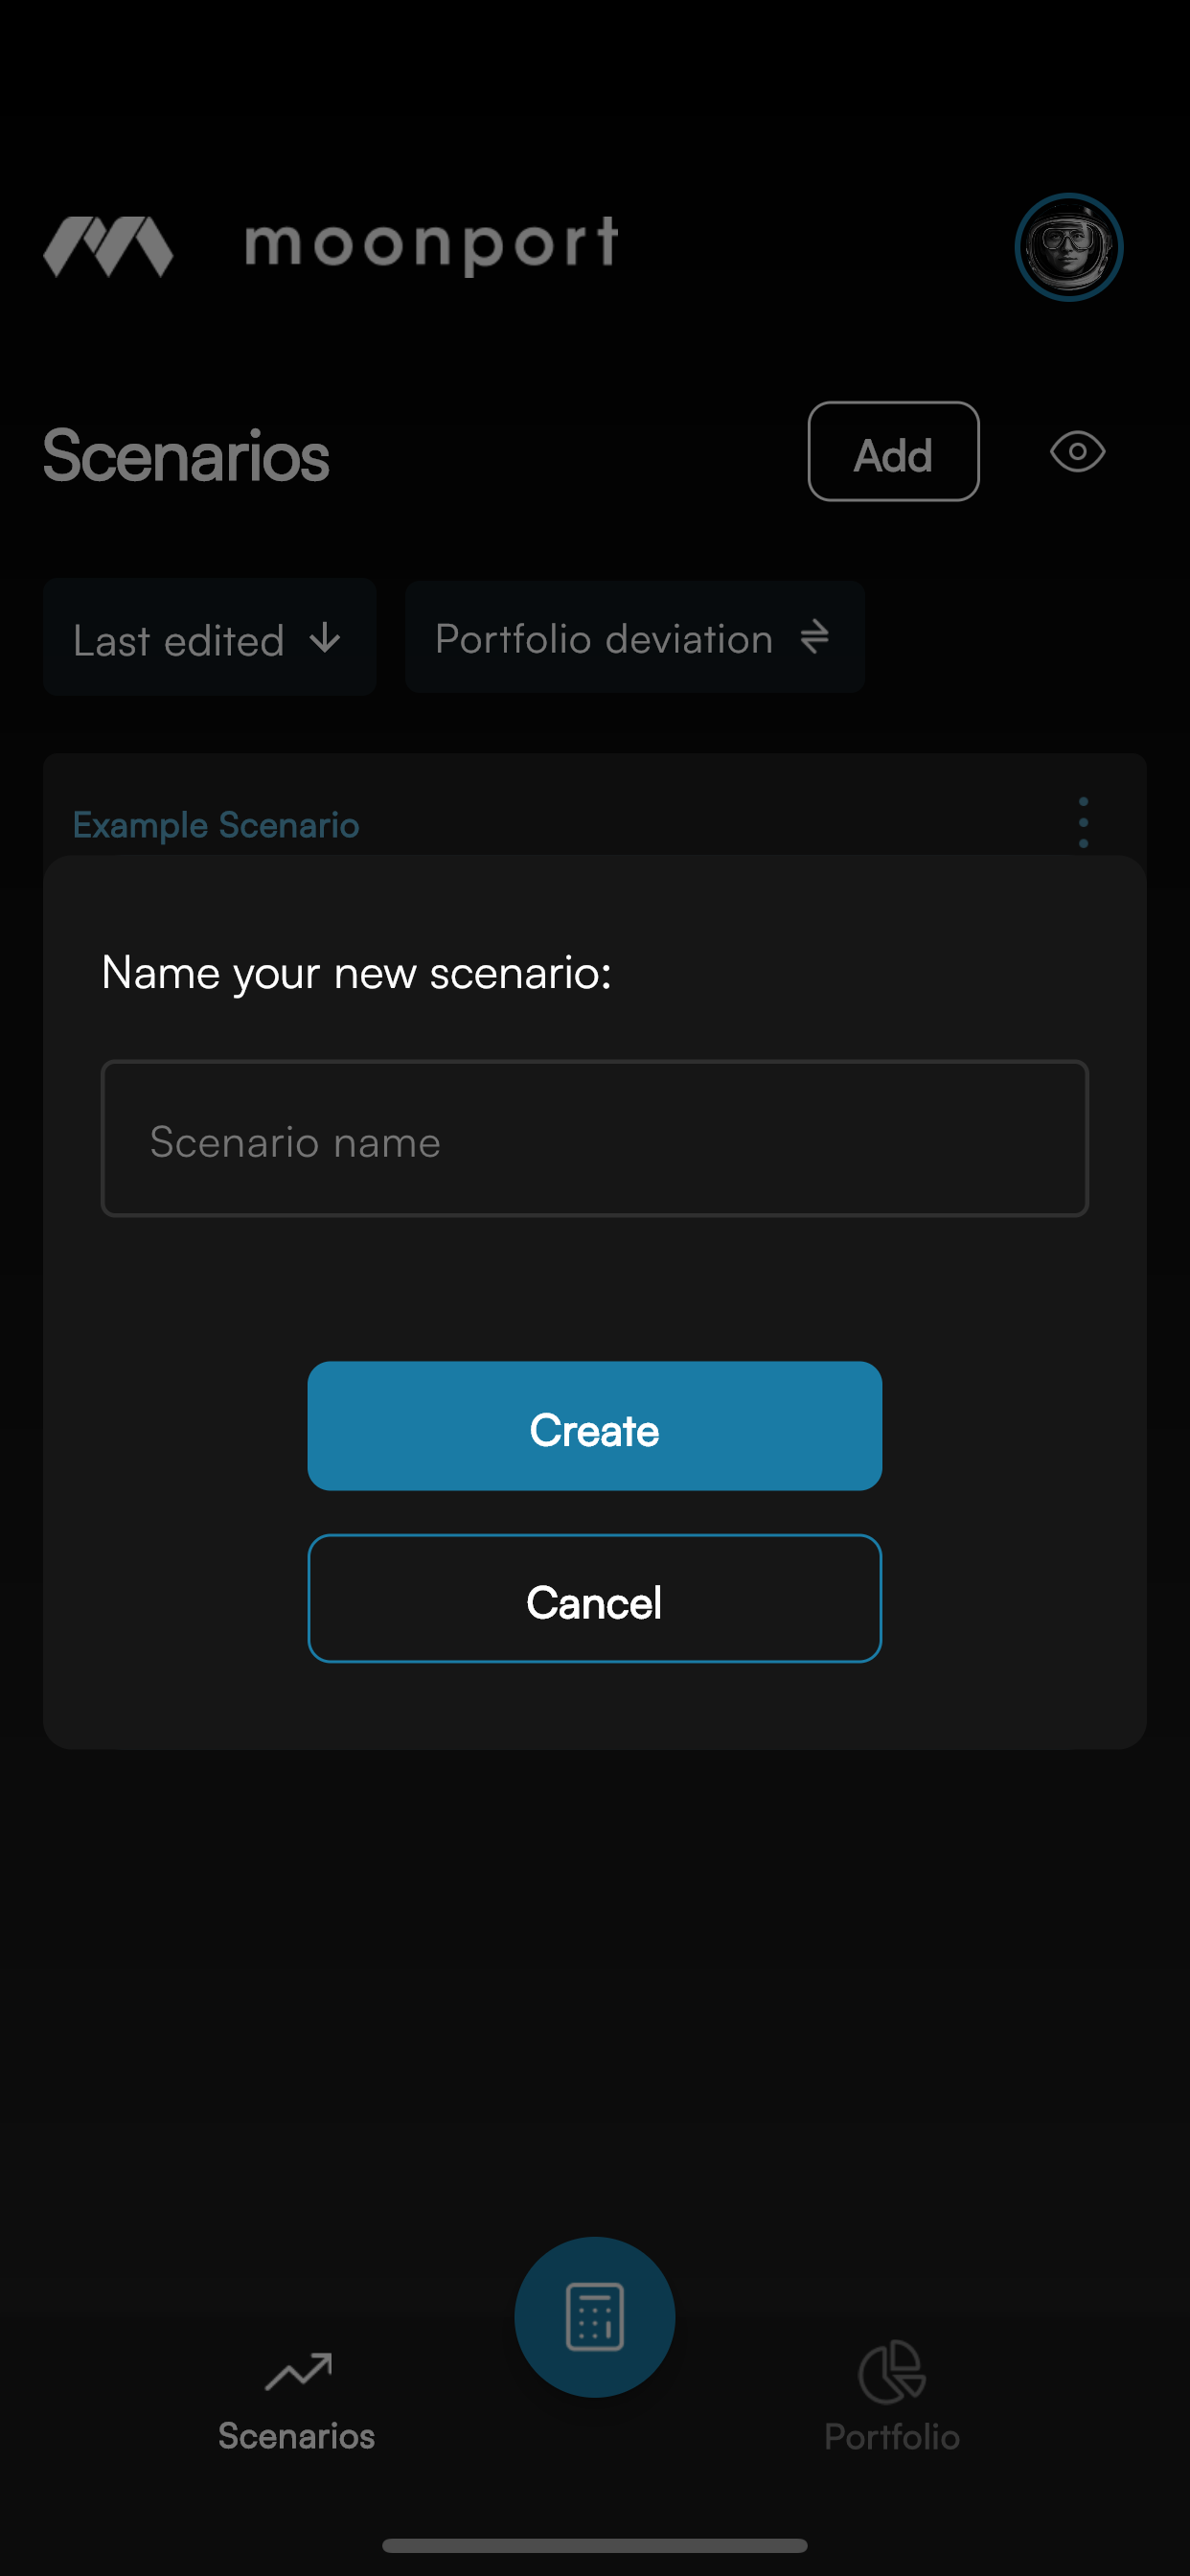 moonport
Scenarios
Add
Last edited
Portfolio deviation
Example Scenario
Name your new scenario:
Scenario name
Create
Cancel
Scenarios
Portfolio